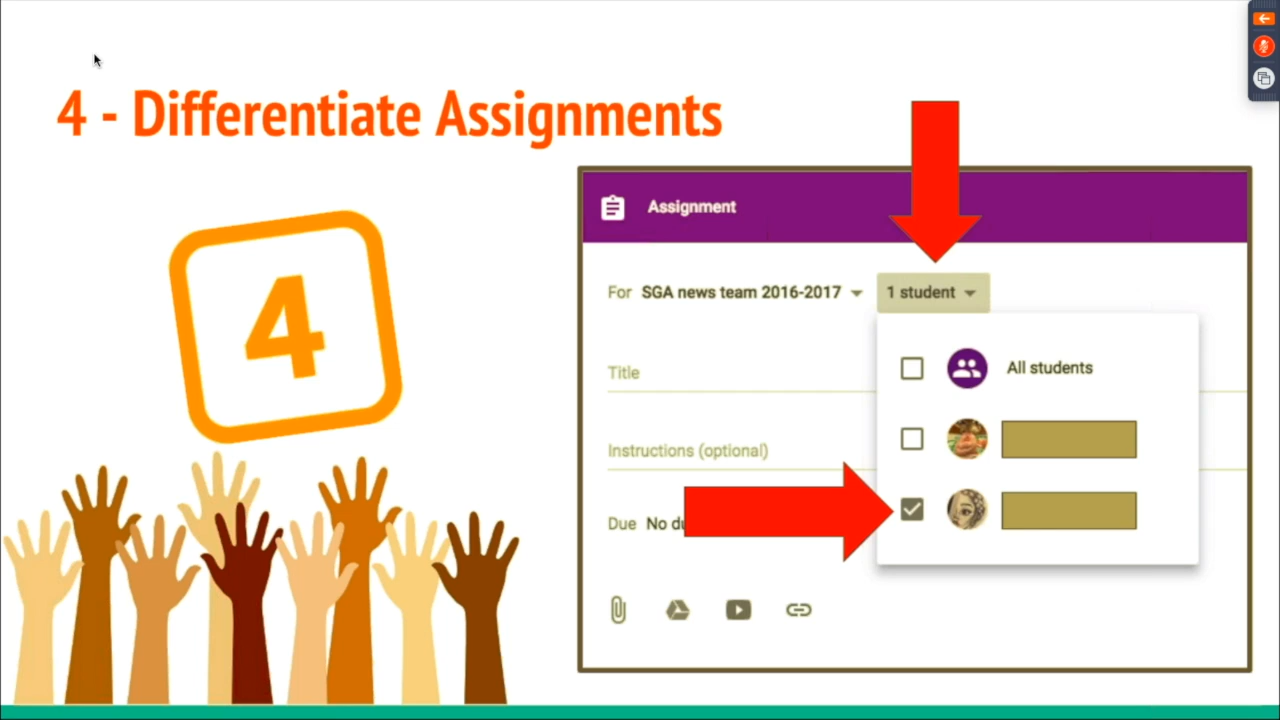 4 - Differentiate Assignments
4
Assignment
For SGA news team 2016-2017 1 student
All students
Title
Instructions (optional)
Due No du